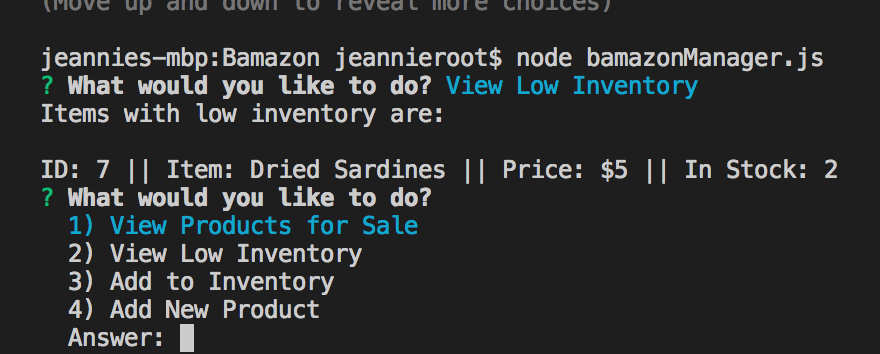 (Move up and down to reveal more choices)
jeannies-mbp:Bamazon jeannieroot$ node bamazonManager.js
? What would you like to do? View Low Inventory
Items with low inventory are:
ID: 7 || Item: Dried Sardines || Price: $5 || In Stock: 2
? What would you like to do?
1) View Products for Sale
2) View Low Inventory
3) Add to Inventory
4) Add New Product
Answer: